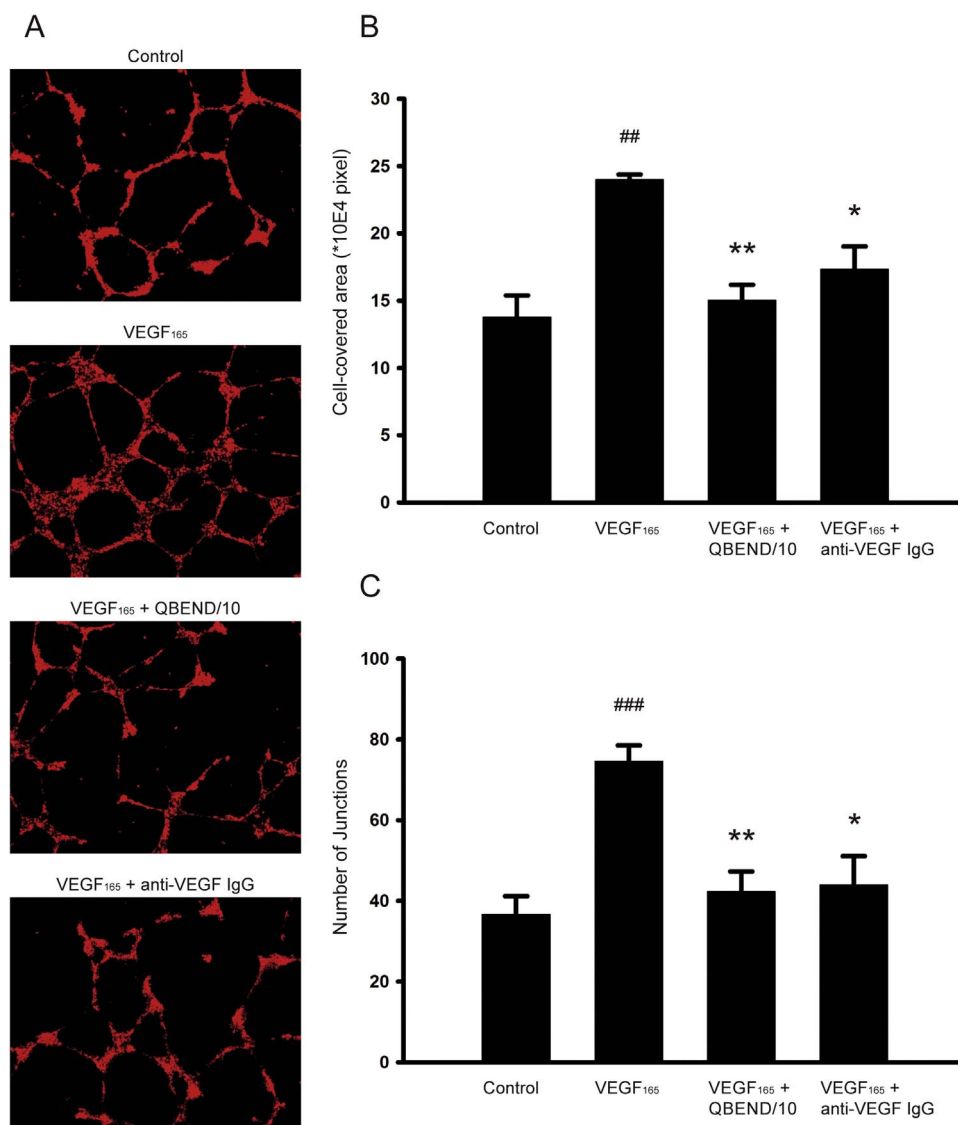 A
Control
VEGF₁₆₅
VEGF₁₆₅ + QBEND/10
VEGF₁₆₅ + anti-VEGF IgG
B
Cell-covered area (*10E4 pixel)
30
25
20
15
10
5
0
##
**
*
Control
VEGF₁₆₅
VEGF₁₆₅ +
QBEND/10
VEGF₁₆₅ +
anti-VEGF IgG
C
Number of Junctions
100
80
60
40
20
0
###
**
*
Control
VEGF₁₆₅
VEGF₁₆₅ +
QBEND/10
VEGF₁₆₅ +
anti-VEGF IgG